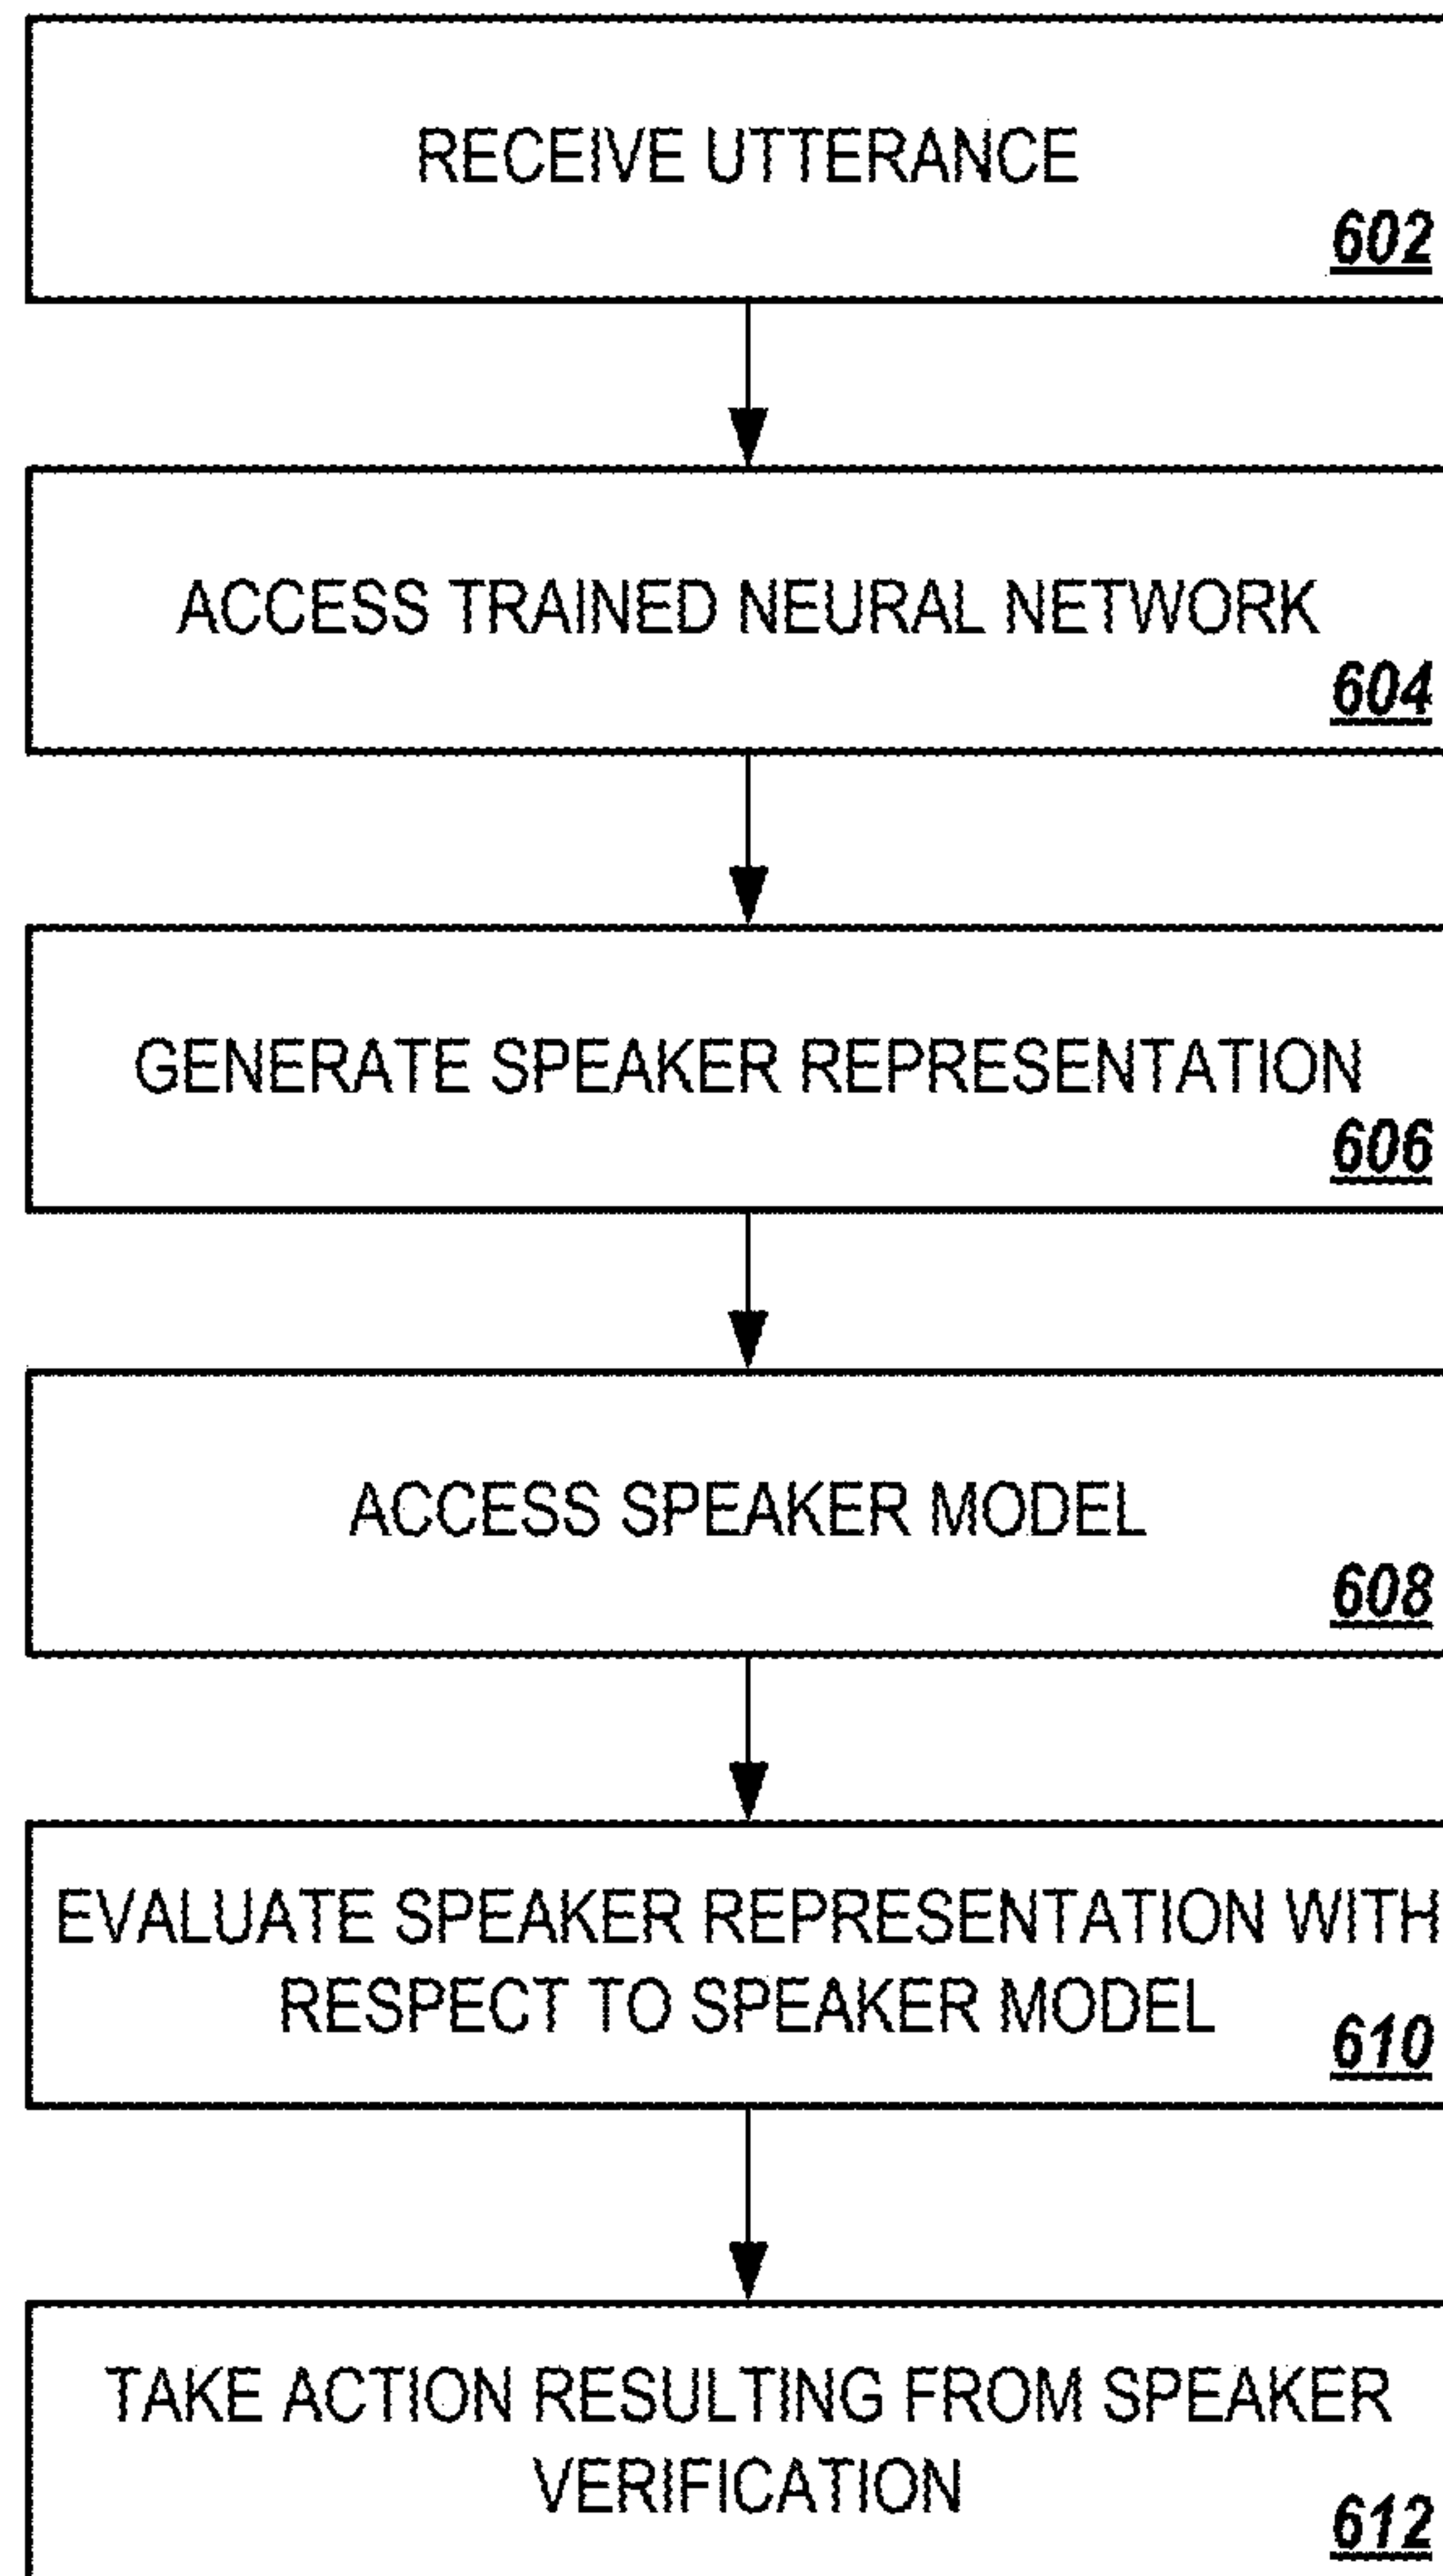 RECEIVE UTTERANCE
602
ACCESS TRAINED NEURAL NETWORK
604
GENERATE SPEAKER REPRESENTATION
606
ACCESS SPEAKER MODEL
608
EVALUATE SPEAKER REPRESENTATION WITH
RESPECT TO SPEAKER MODEL
610
TAKE ACTION RESULTING FROM SPEAKER
VERIFICATION
612